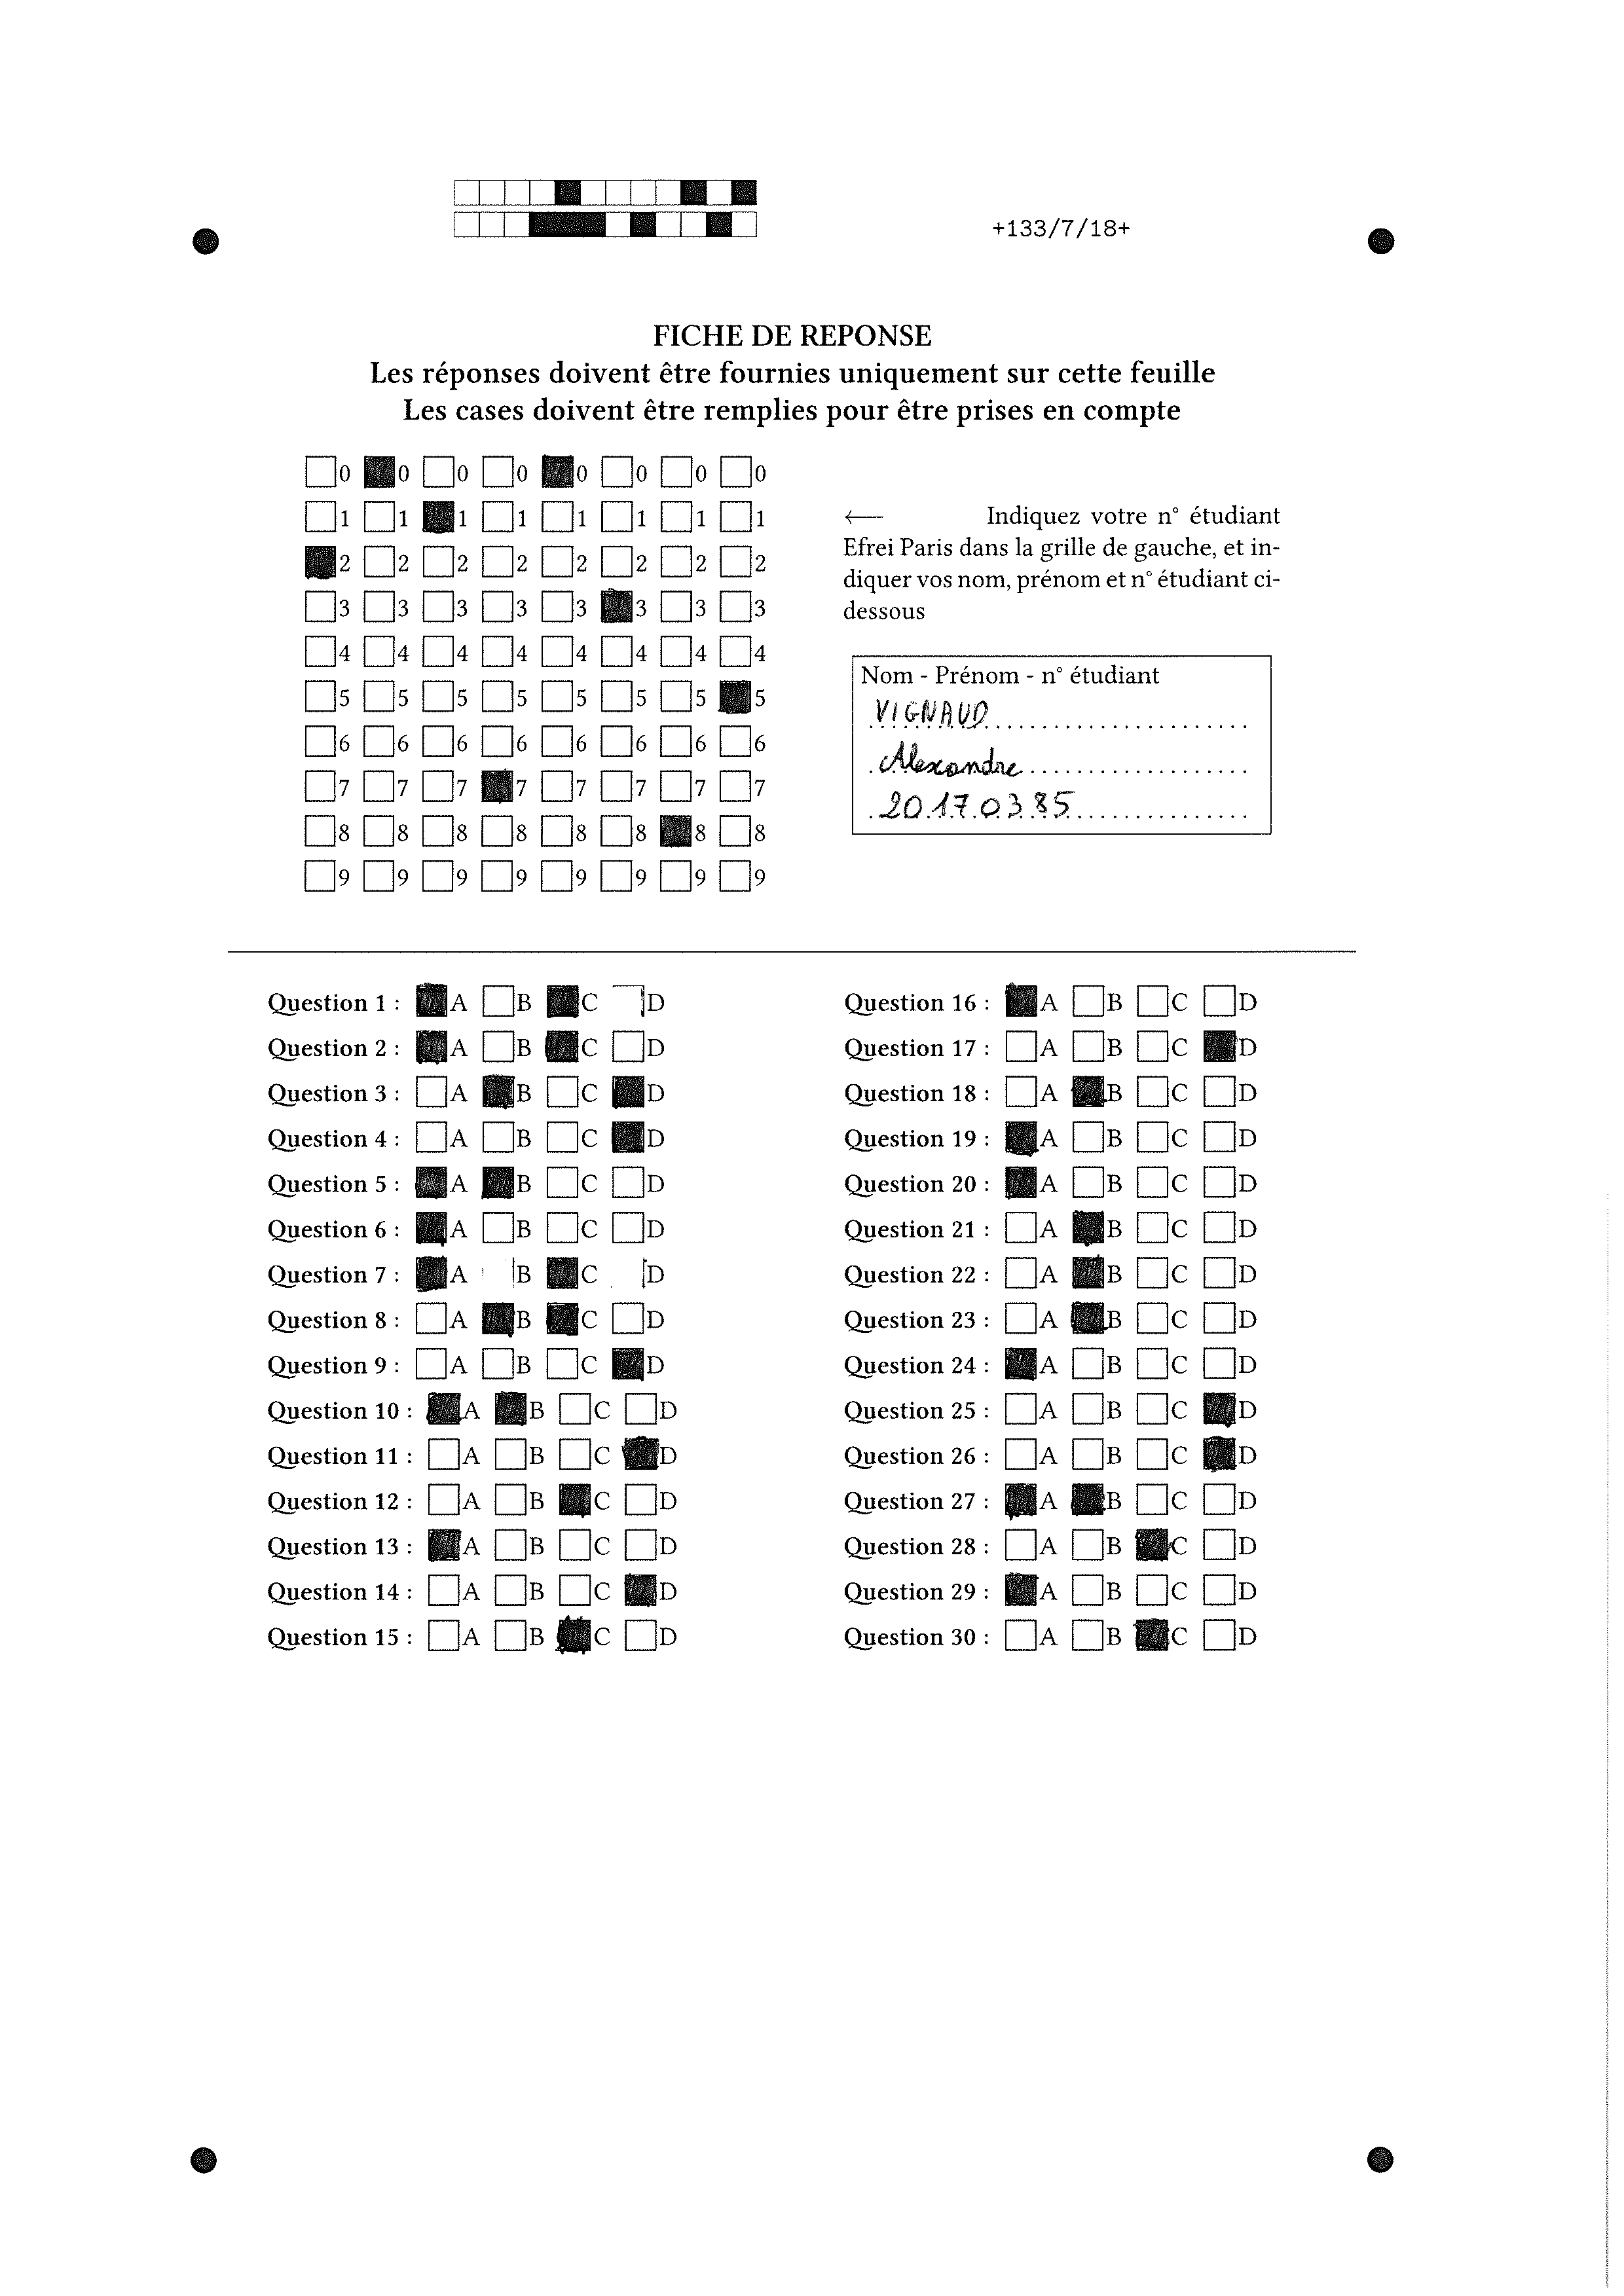 +133/7/18+
FICHE DE REPONSE
Les réponses doivent être fournies uniquement sur cette feuille
Les cases doivent être remplies pour être prises en compte
0 0 0 0 0 0 0 0
1 1 1 1 1 1 1 1
2 2 2 2 2 2 2 2
3 3 3 3 3 3 3 3
4 4 4 4 4 4 4 4
5 5 5 5 5 5 5 5
6 6 6 6 6 6 6 6
7 7 7 7 7 7 7 7
8 8 8 8 8 8 8 8
9 9 9 9 9 9 9 9
← Indiquez votre n° étudiant
Efrei Paris dans la grille de gauche, et in-
diquer vos nom, prénom et n° étudiant ci-
dessous
Nom - Prénom - n° étudiant
VIGNAUD
Alexandre
20170385
Question 1 : A B C D
Question 2 : A B C D
Question 3 : A B C D
Question 4 : A B C D
Question 5 : A B C D
Question 6 : A B C D
Question 7 : A B C D
Question 8 : A B C D
Question 9 : A B C D
Question 10 : A B C D
Question 11 : A B C D
Question 12 : A B C D
Question 13 : A B C D
Question 14 : A B C D
Question 15 : A B C D
Question 16 : A B C D
Question 17 : A B C D
Question 18 : A B C D
Question 19 : A B C D
Question 20 : A B C D
Question 21 : A B C D
Question 22 : A B C D
Question 23 : A B C D
Question 24 : A B C D
Question 25 : A B C D
Question 26 : A B C D
Question 27 : A B C D
Question 28 : A B C D
Question 29 : A B C D
Question 30 : A B C D